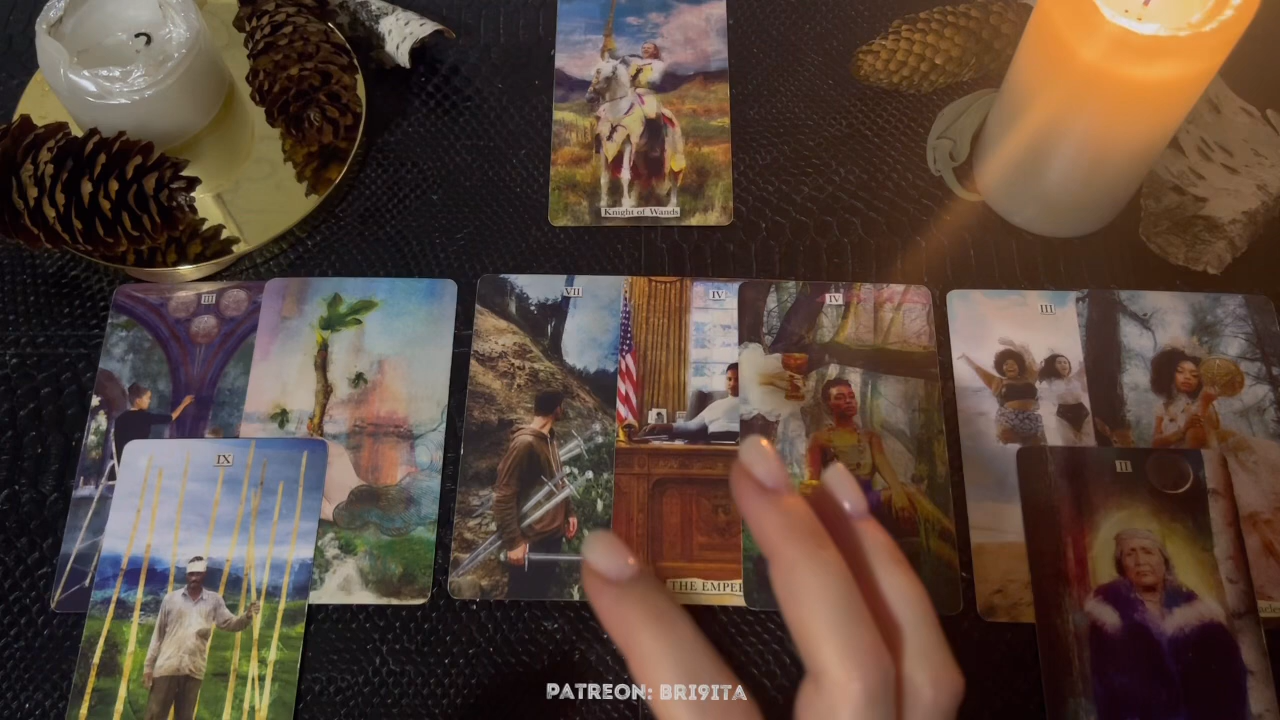 Knight of Wands
III
VII
IV
IV
III
IX
II
THE EMPE
PATREON: BRI9ITA